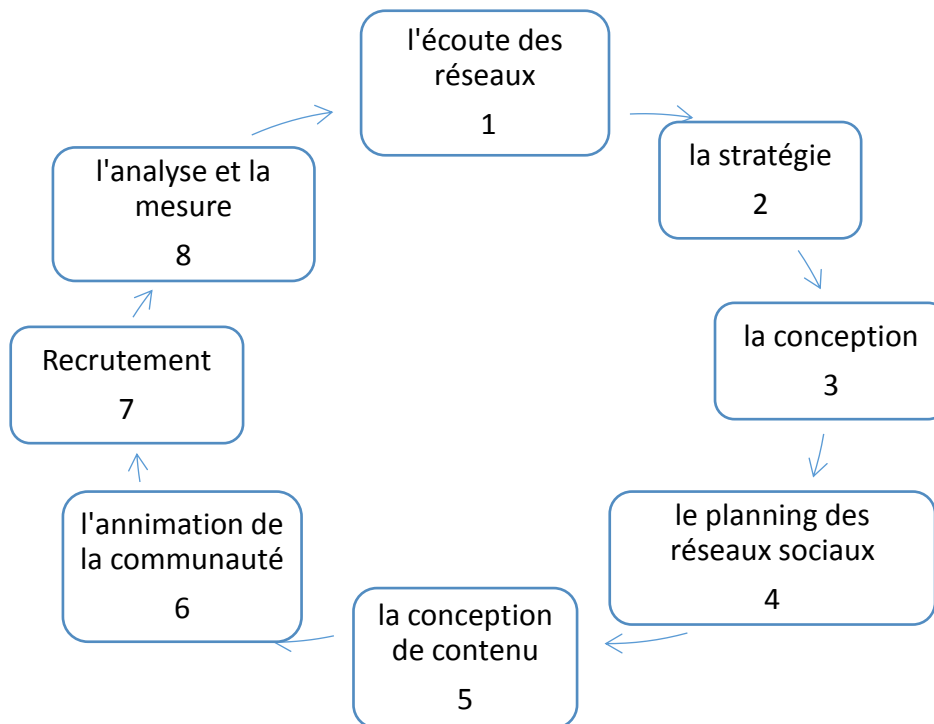 l'écoute des
réseaux
1
la stratégie
2
la conception
3
le planning des
réseaux sociaux
4
la conception
de contenu
5
l'annimation de
la communauté
6
Recrutement
7
l'analyse et la
mesure
8